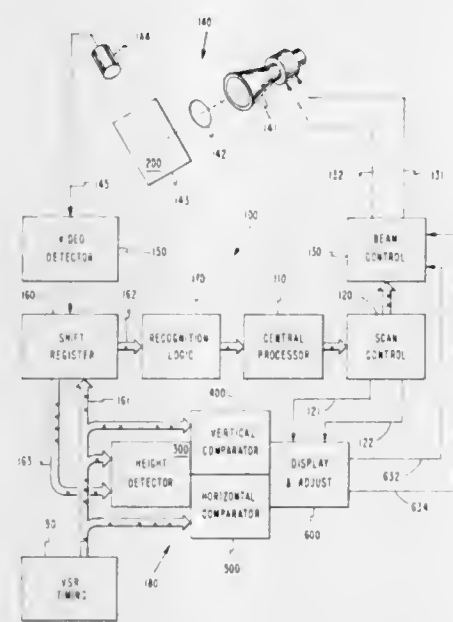 144
140
141
142
200
143
145
132
131
100
VIDEO
DETECTOR
150
BEAM
CONTROL
160
162
170
110
120
SHIFT
REGISTER
RECOGNITION
LOGIC
CENTRAL
PROCESSOR
SCAN
CONTROL
161
400
121
122
163
300
VERTICAL
COMPARATOR
HEIGHT
DETECTOR
DISPLAY
& ADJUST
632
HORIZONTAL
COMPARATOR
634
600
90
180
500
VSR
TIMING